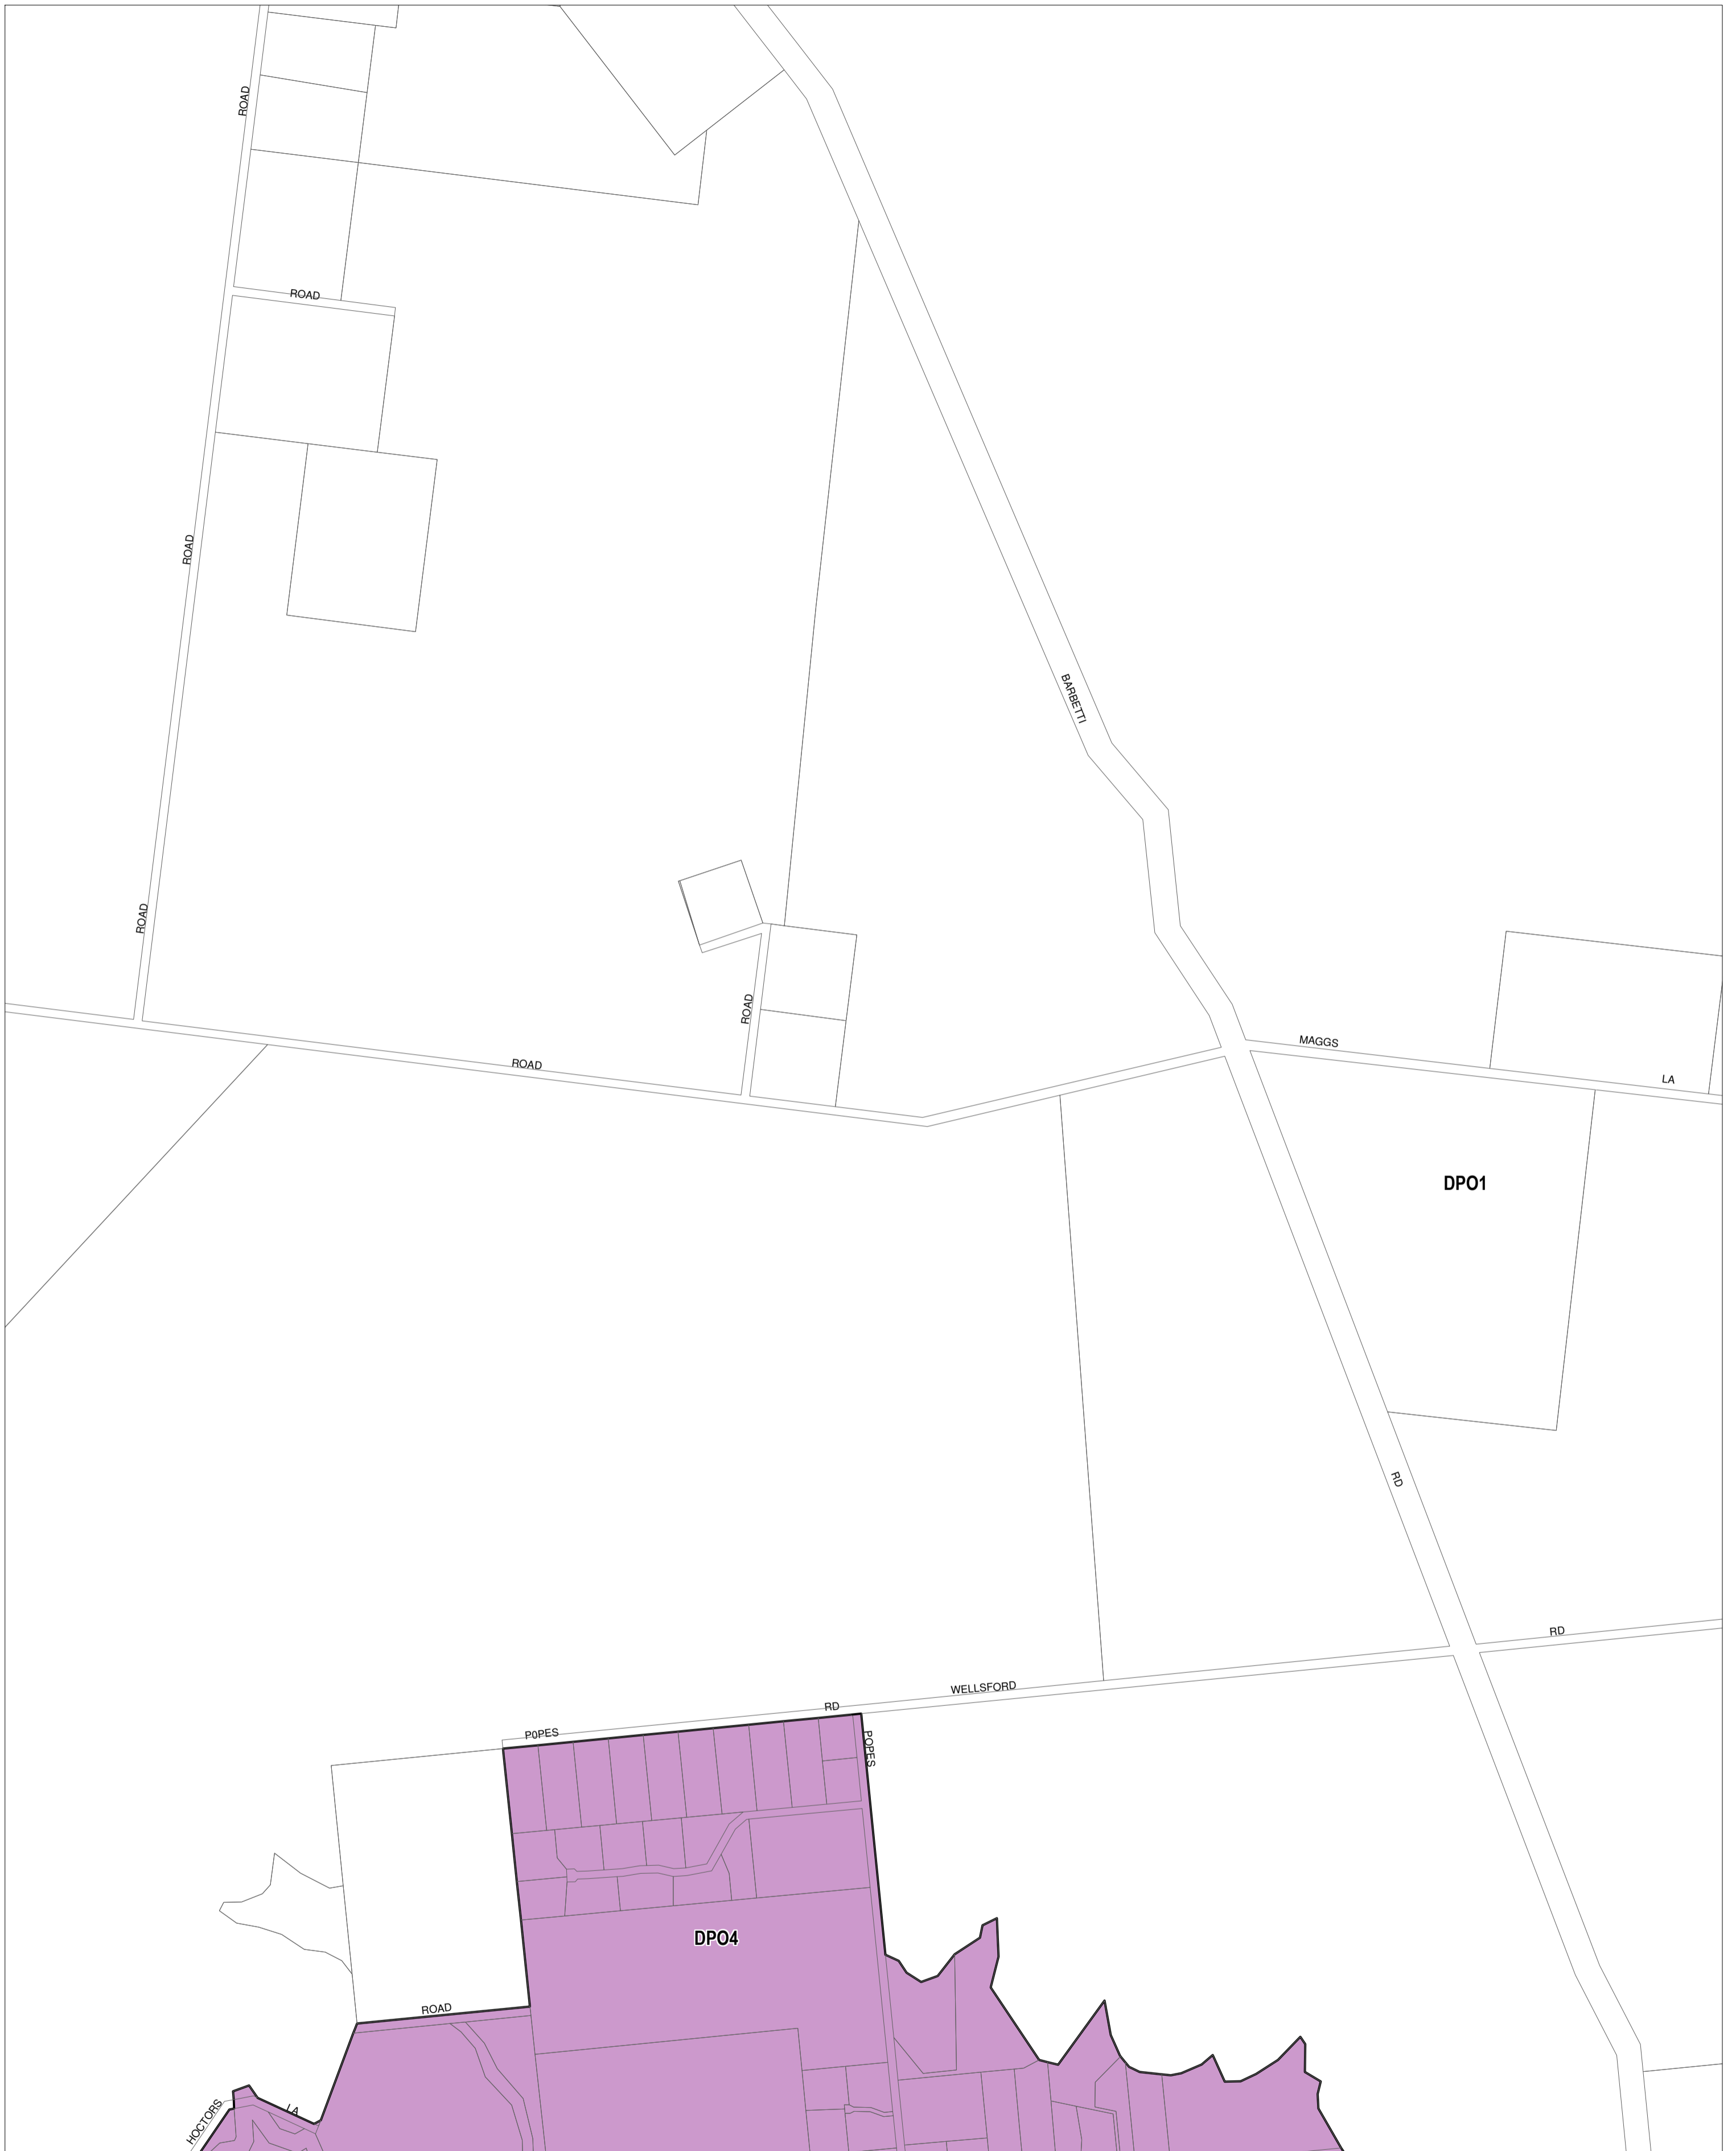 ROAD
ROAD
ROAD
BARBETTI
ROAD
ROAD
MAGGS
ROAD
LA
DPO1
RD
RD
WELLSFORD
RD
P0PES
POPES
DPO4
ROAD
HOCTORS
LA